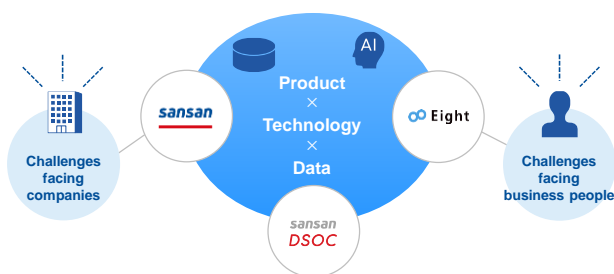 AI
Product
×
Technology
×
Data
sansan
Eight
sansan
DSOC
Challenges
facing
companies
Challenges
facing
business people